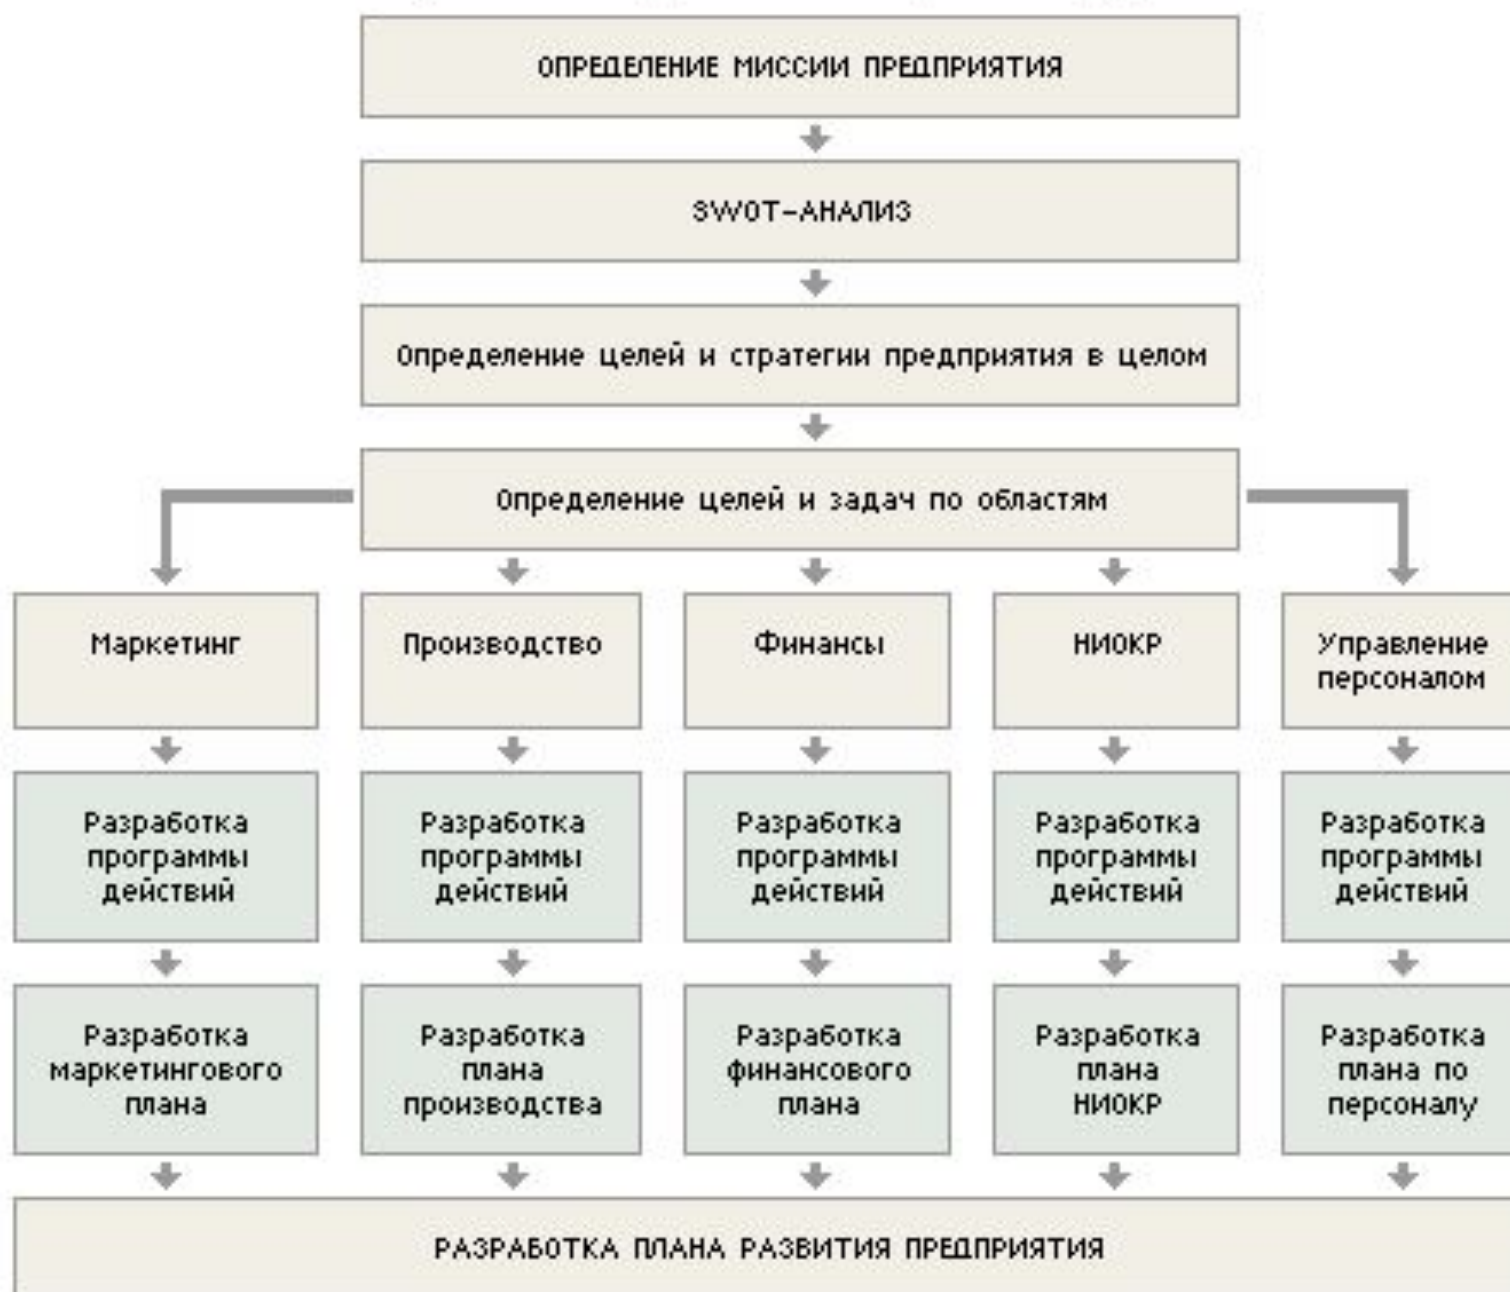 ОПРЕДЕЛЕНИЕ МИССИИ ПРЕДПРИЯТИЯ
SWOT-АНАЛИЗ
Определение целей и стратегии предприятия в целом
Определение целей и задач по областям
Маркетинг
Производство
Финансы
НИОКР
Управление
персоналом
Разработка
программы
действий
Разработка
программы
действий
Разработка
программы
действий
Разработка
программы
действий
Разработка
программы
действий
Разработка
маркетингового
плана
Разработка
плана
производства
Разработка
финансового
плана
Разработка
плана
НИОКР
Разработка
плана по
персоналу
РАЗРАБОТКА ПЛАНА РАЗВИТИЯ ПРЕДПРИЯТИЯ